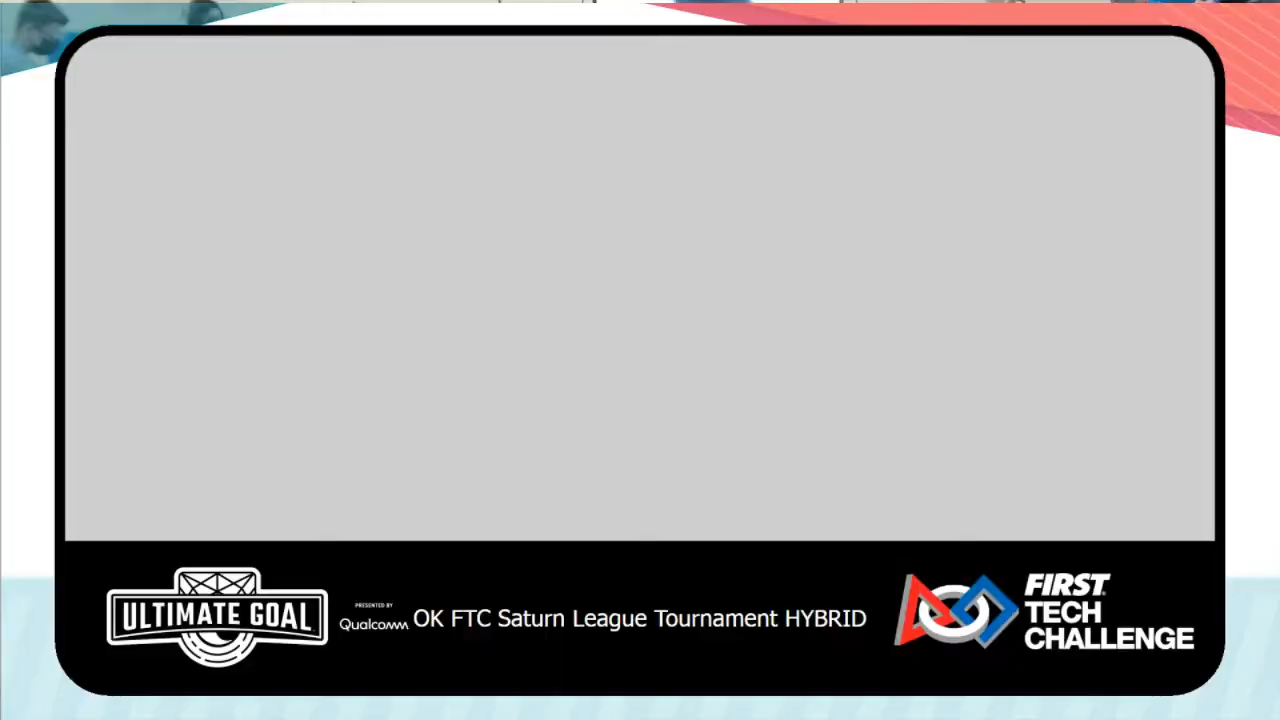 ULTIMATE GOAL
PRESENTED BY
Qualcomm
OK FTC Saturn League Tournament HYBRID
FIRST®
TECH
CHALLENGE